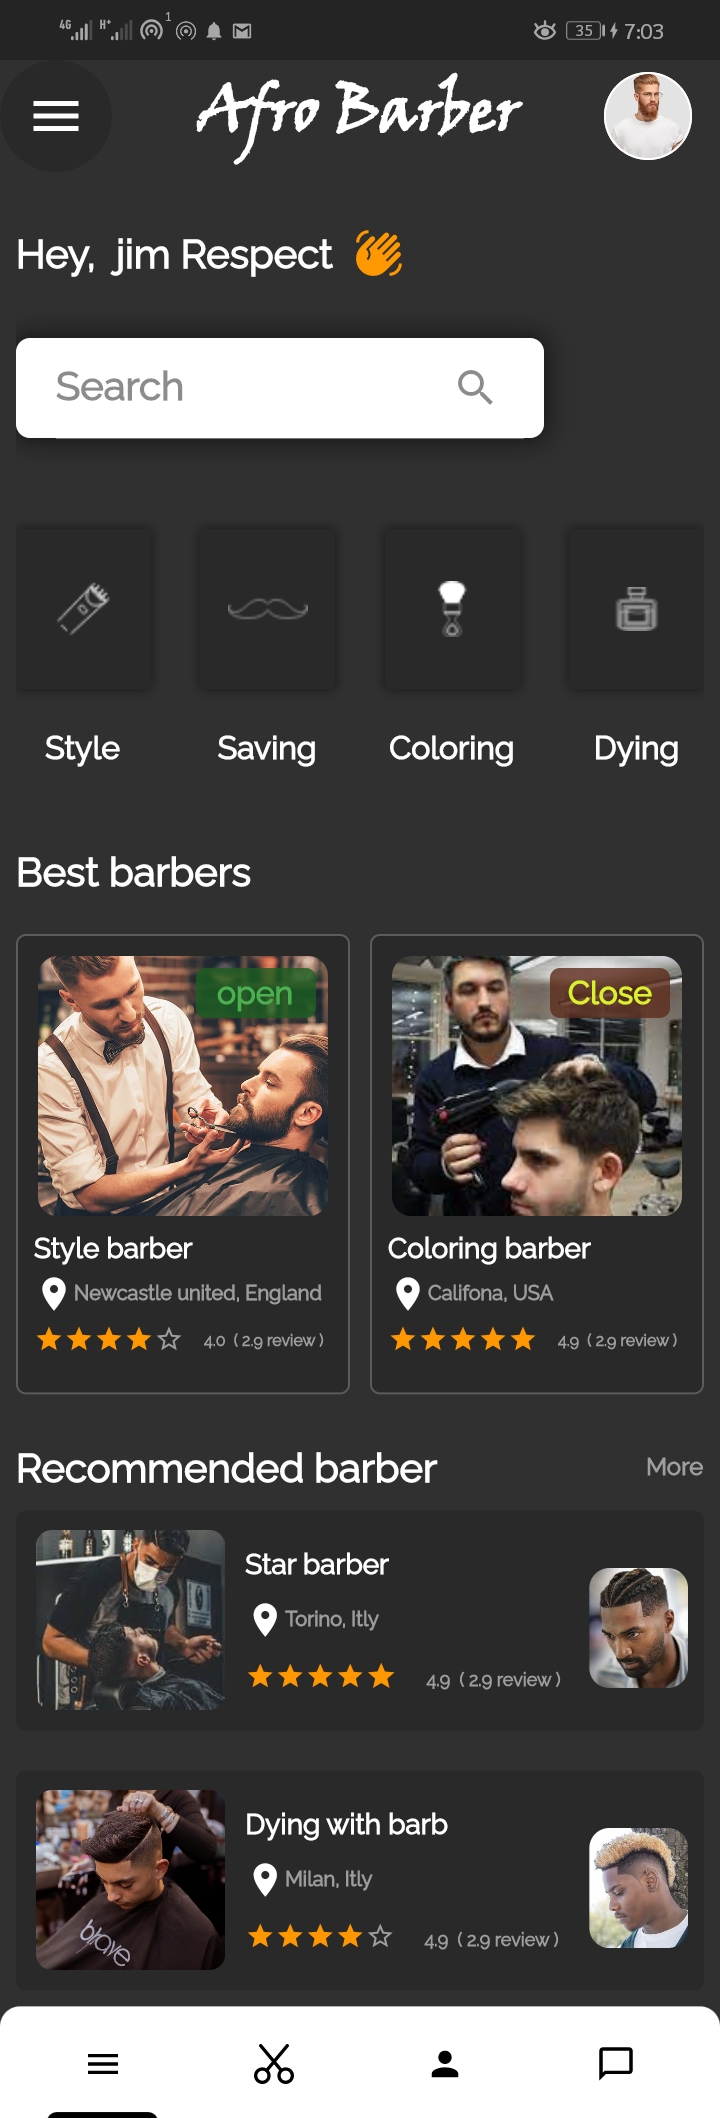 4G H+ 1 35 7:03
Afro Barber
Hey, jim Respect
Search
Style Saving Coloring Dying
Best barbers
open Close
Style barber Coloring barber
Newcastle united, England Califona, USA
4.0 ( 2.9 review ) 4.9 ( 2.9 review )
Recommended barber More
Star barber
Torino, Itly
4.9 ( 2.9 review )
Dying with barb
Milan, Itly
brave
4.9 ( 2.9 review )